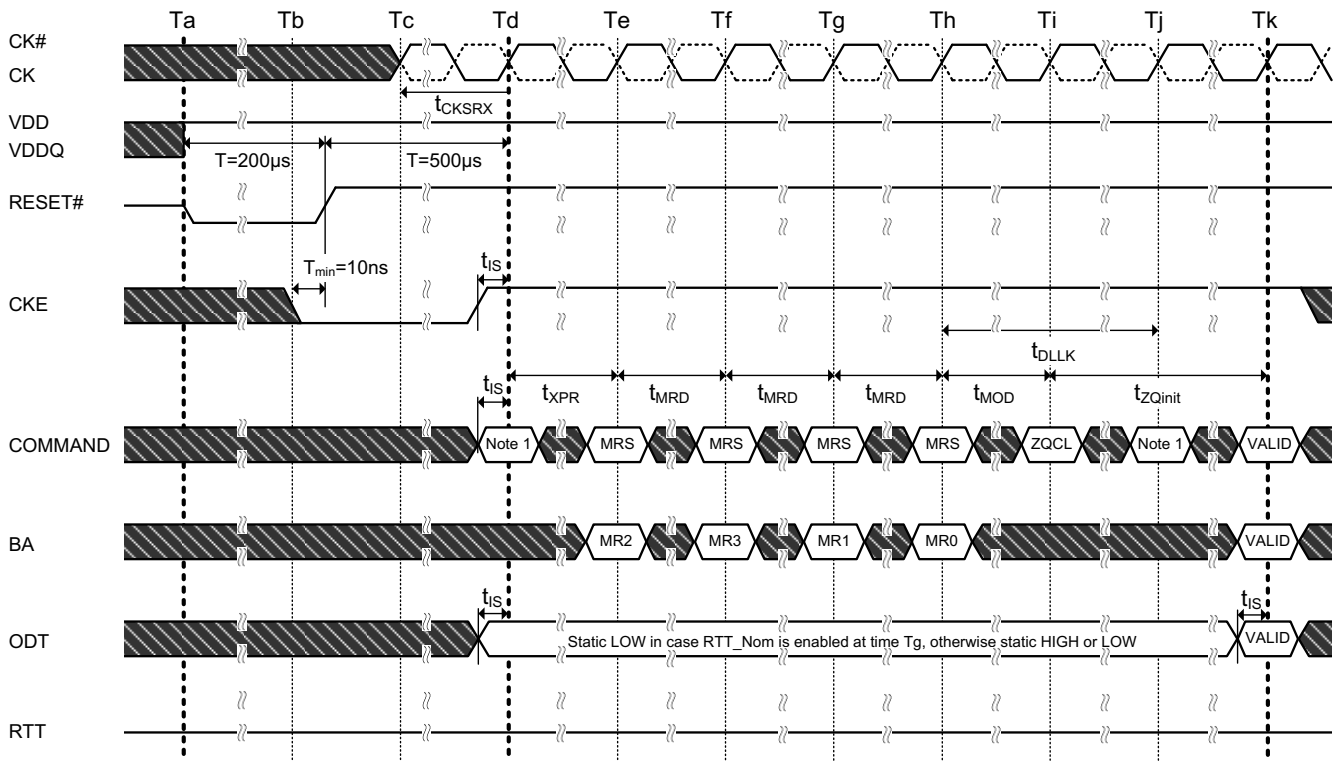 Ta Tb Tc Td Te Tf Tg Th Ti Tj Tk
CK#
CK
tCKSRX
VDD
VDDQ
T=200µs T=500µs
RESET#
Tmin=10ns tIS
CKE
tDLLK
tIS tXPR tMRD tMRD tMRD tMOD tZQinit
COMMAND Note 1 MRS MRS MRS MRS ZQCL Note 1 VALID
BA MR2 MR3 MR1 MR0 VALID
tIS tIS
ODT Static LOW in case RTT_Nom is enabled at time Tg, otherwise static HIGH or LOW VALID
RTT